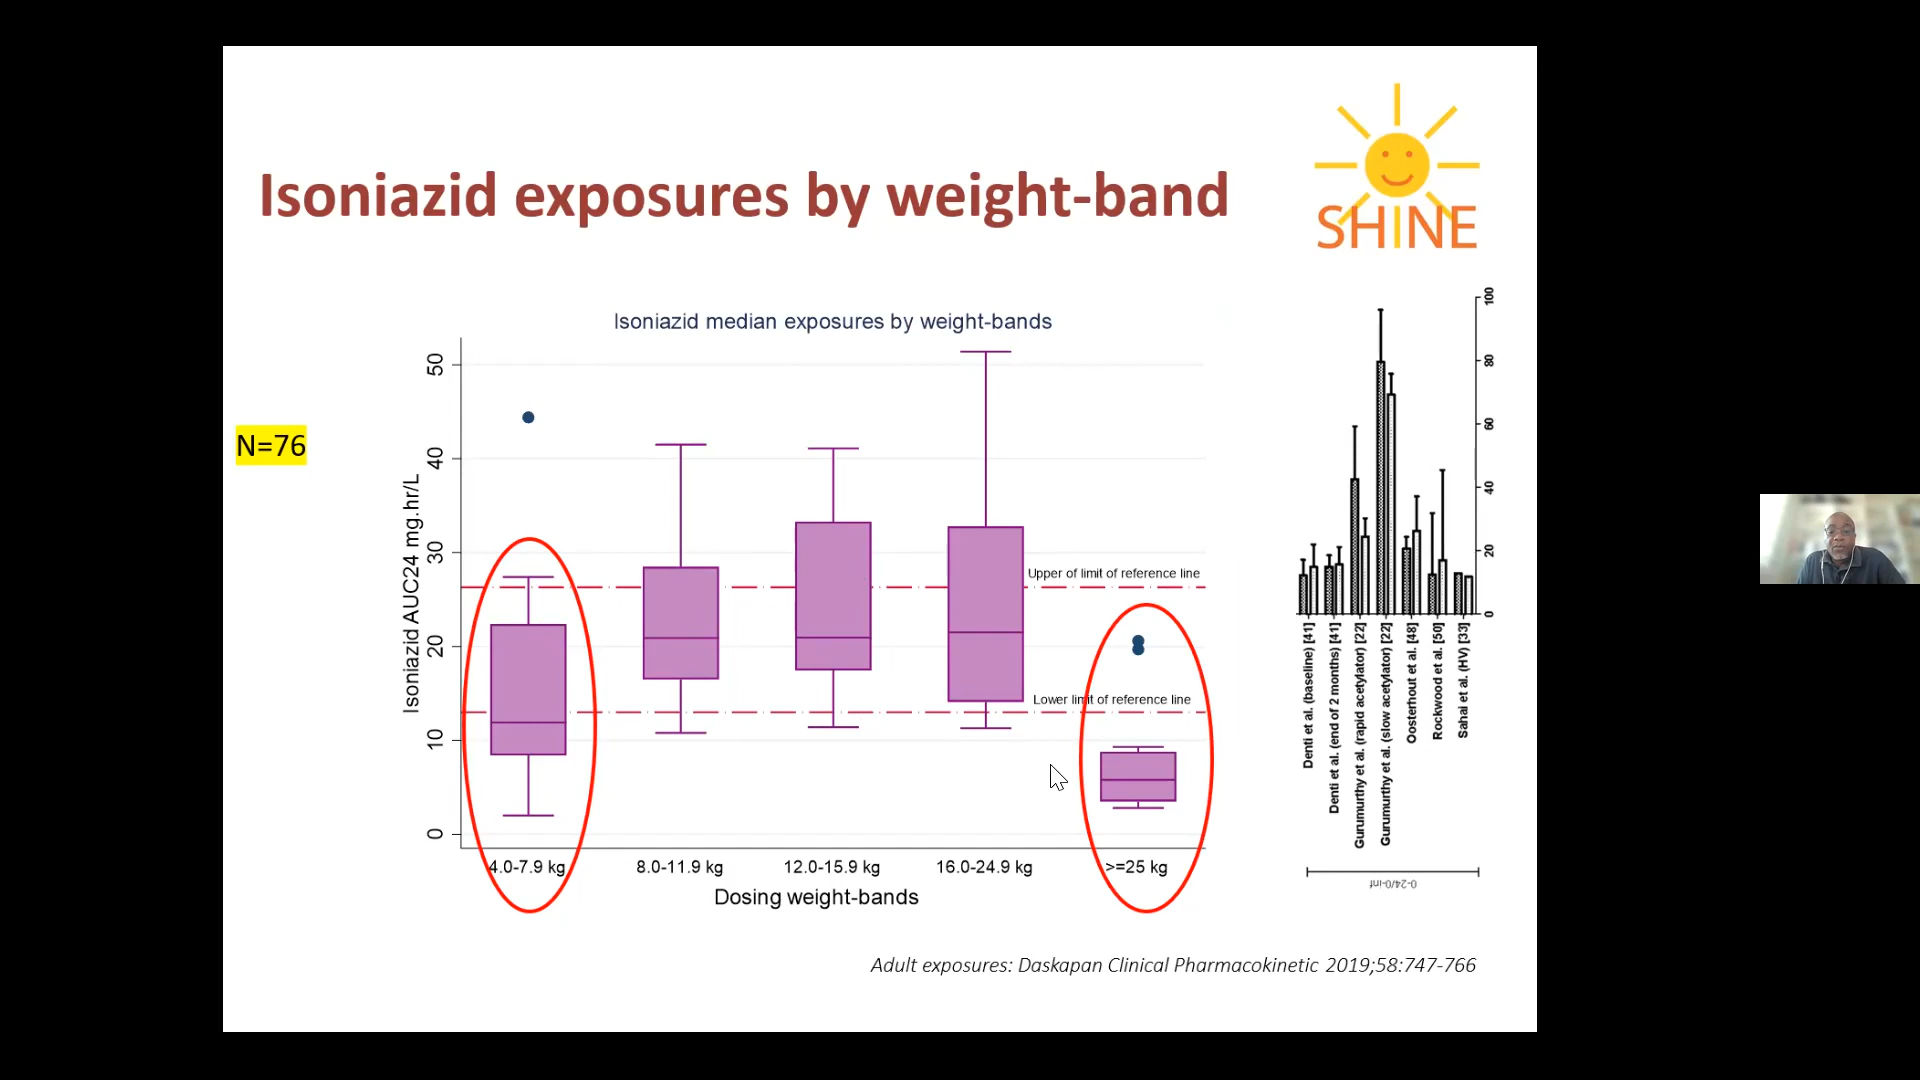 Isoniazid exposures by weight-band
SHINE
N=76
Isoniazid median exposures by weight-bands
Isoniazid AUC24 mg.hr/L
50
40
30
20
10
0
Upper of limit of reference line
Lower limit of reference line
4.0-7.9 kg
8.0-11.9 kg
12.0-15.9 kg
16.0-24.9 kg
>=25 kg
Dosing weight-bands
100
80
60
40
20
0
Denti et al. (baseline) [41]
Denti et al. (end of 2 months) [41]
Gurumurthy et al. (rapid acetylator) [22]
Gurumurthy et al. (slow acetylator) [22]
Oosterhout et al. [48]
Rockwood et al. [50]
Sahai et al. (HV) [33]
0-24/0-inf
Adult exposures: Daskapan Clinical Pharmacokinetic 2019;58:747-766